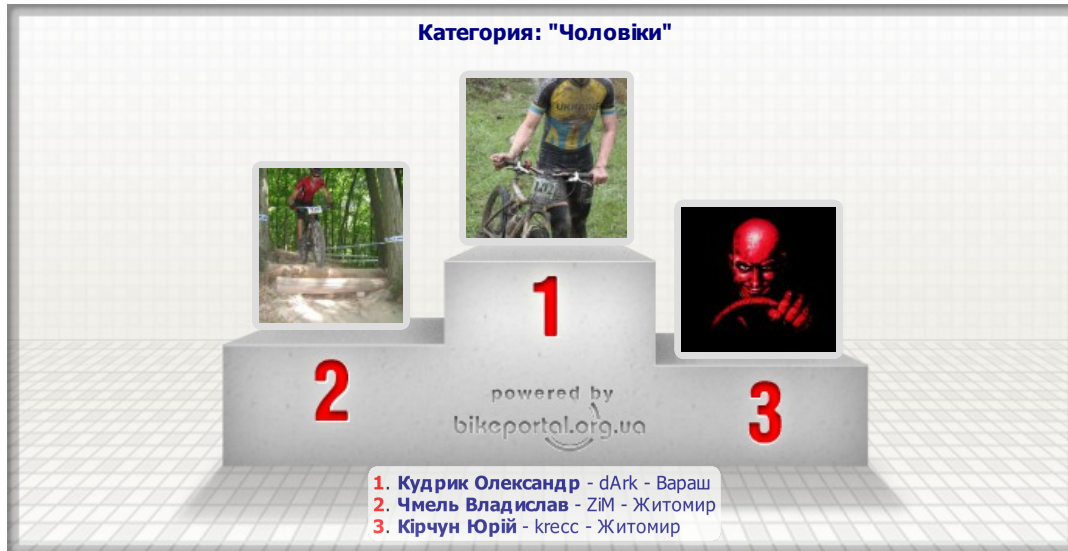 Категория: "Чоловіки"
UKRAINE
1
2
3
powered by
bikeportal.org.ua
1. Кудрик Олександр - dArk - Вараш
2. Чмель Владислав - ZiM - Житомир
3. Кірчун Юрій - krecc - Житомир